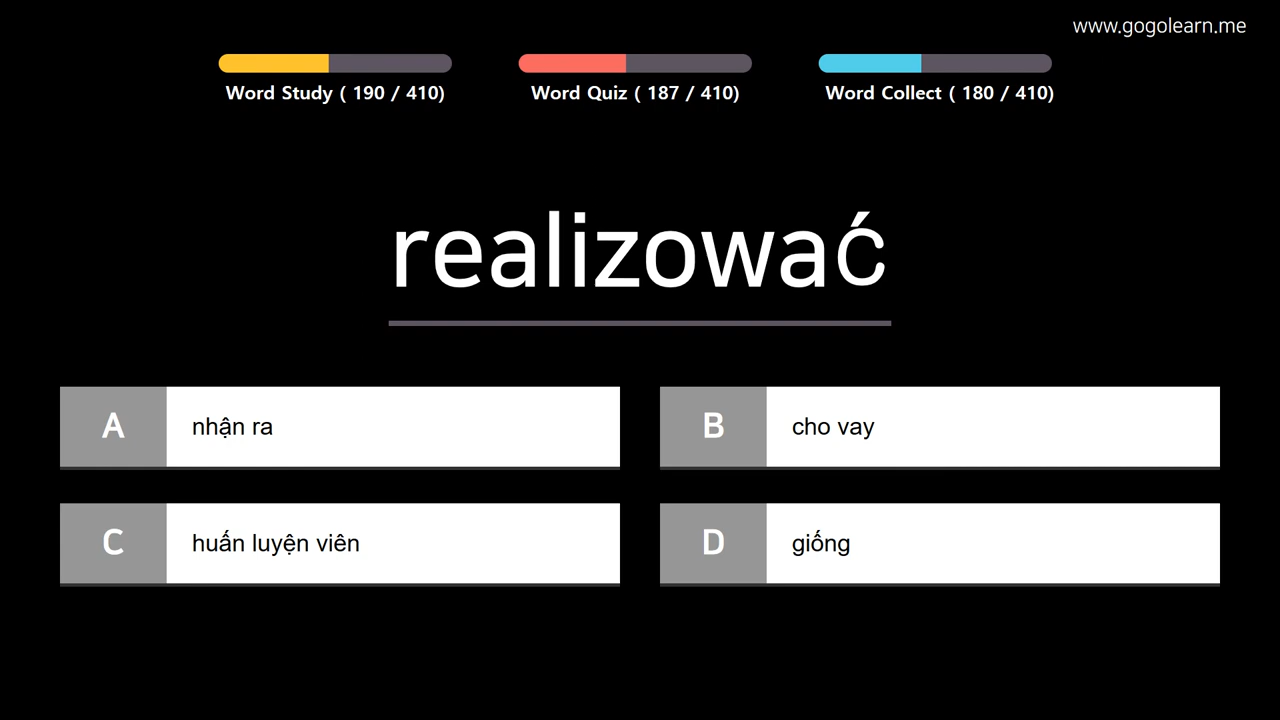 www.gogolearn.me
Word Study ( 190 / 410)
Word Quiz ( 187 / 410)
Word Collect ( 180 / 410)
realizować
A
nhận ra
B
cho vay
C
huấn luyện viên
D
giống